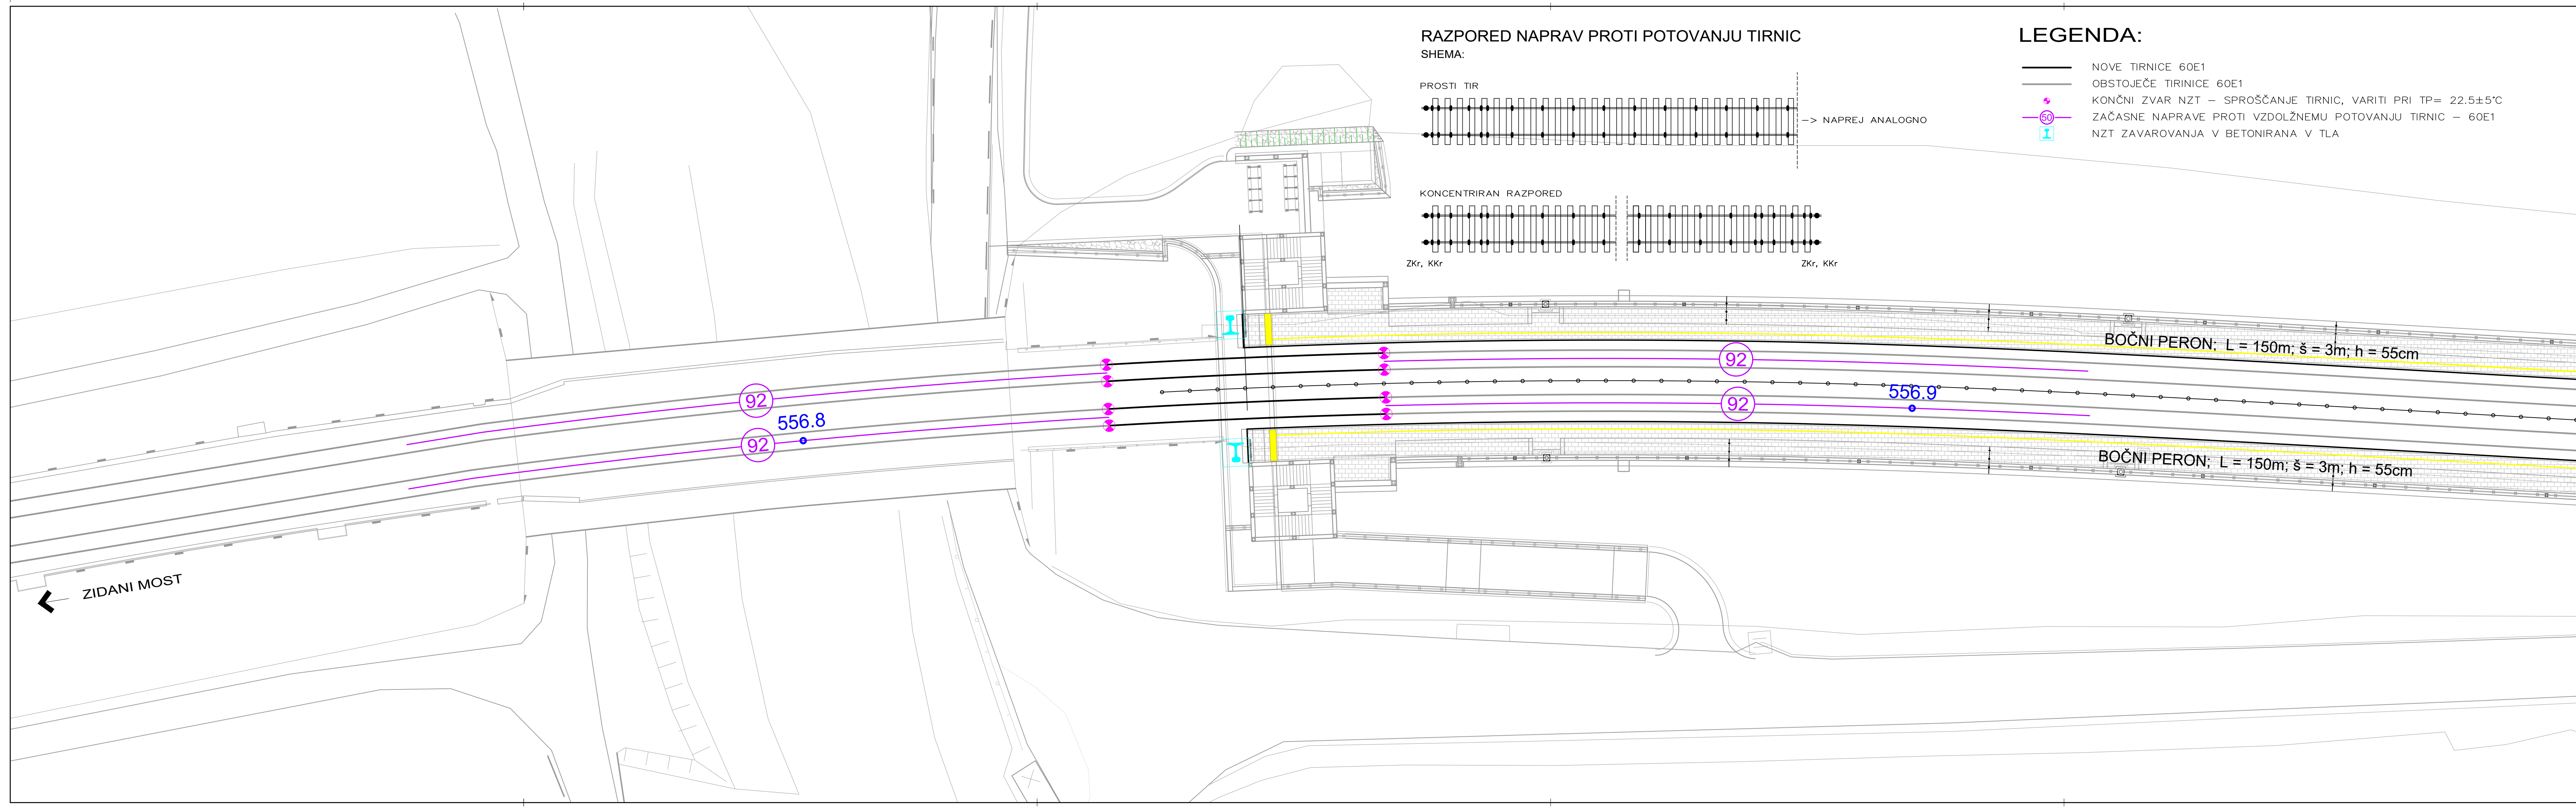 RAZPORED NAPRAV PROTI POTOVANJU TIRNIC
SHEMA:
PROSTI TIR
–> NAPREJ ANALOGNO
KONCENTRIRAN RAZPORED
ZKr, KKr
ZKr, KKr
LEGENDA:
NOVE TIRNICE 60E1
OBSTOJEČE TIRINICE 60E1
KONČNI ZVAR NZT – SPROŠČANJE TIRNIC, VARITI PRI TP= 22.5±5°C
50
ZAČASNE NAPRAVE PROTI VZDOLŽNEMU POTOVANJU TIRNIC – 60E1
NZT ZAVAROVANJA V BETONIRANA V TLA
BOČNI PERON; L = 150m; š = 3m; h = 55cm
92
92
556.9
92
556.8
92
BOČNI PERON; L = 150m; š = 3m; h = 55cm
ZIDANI MOST